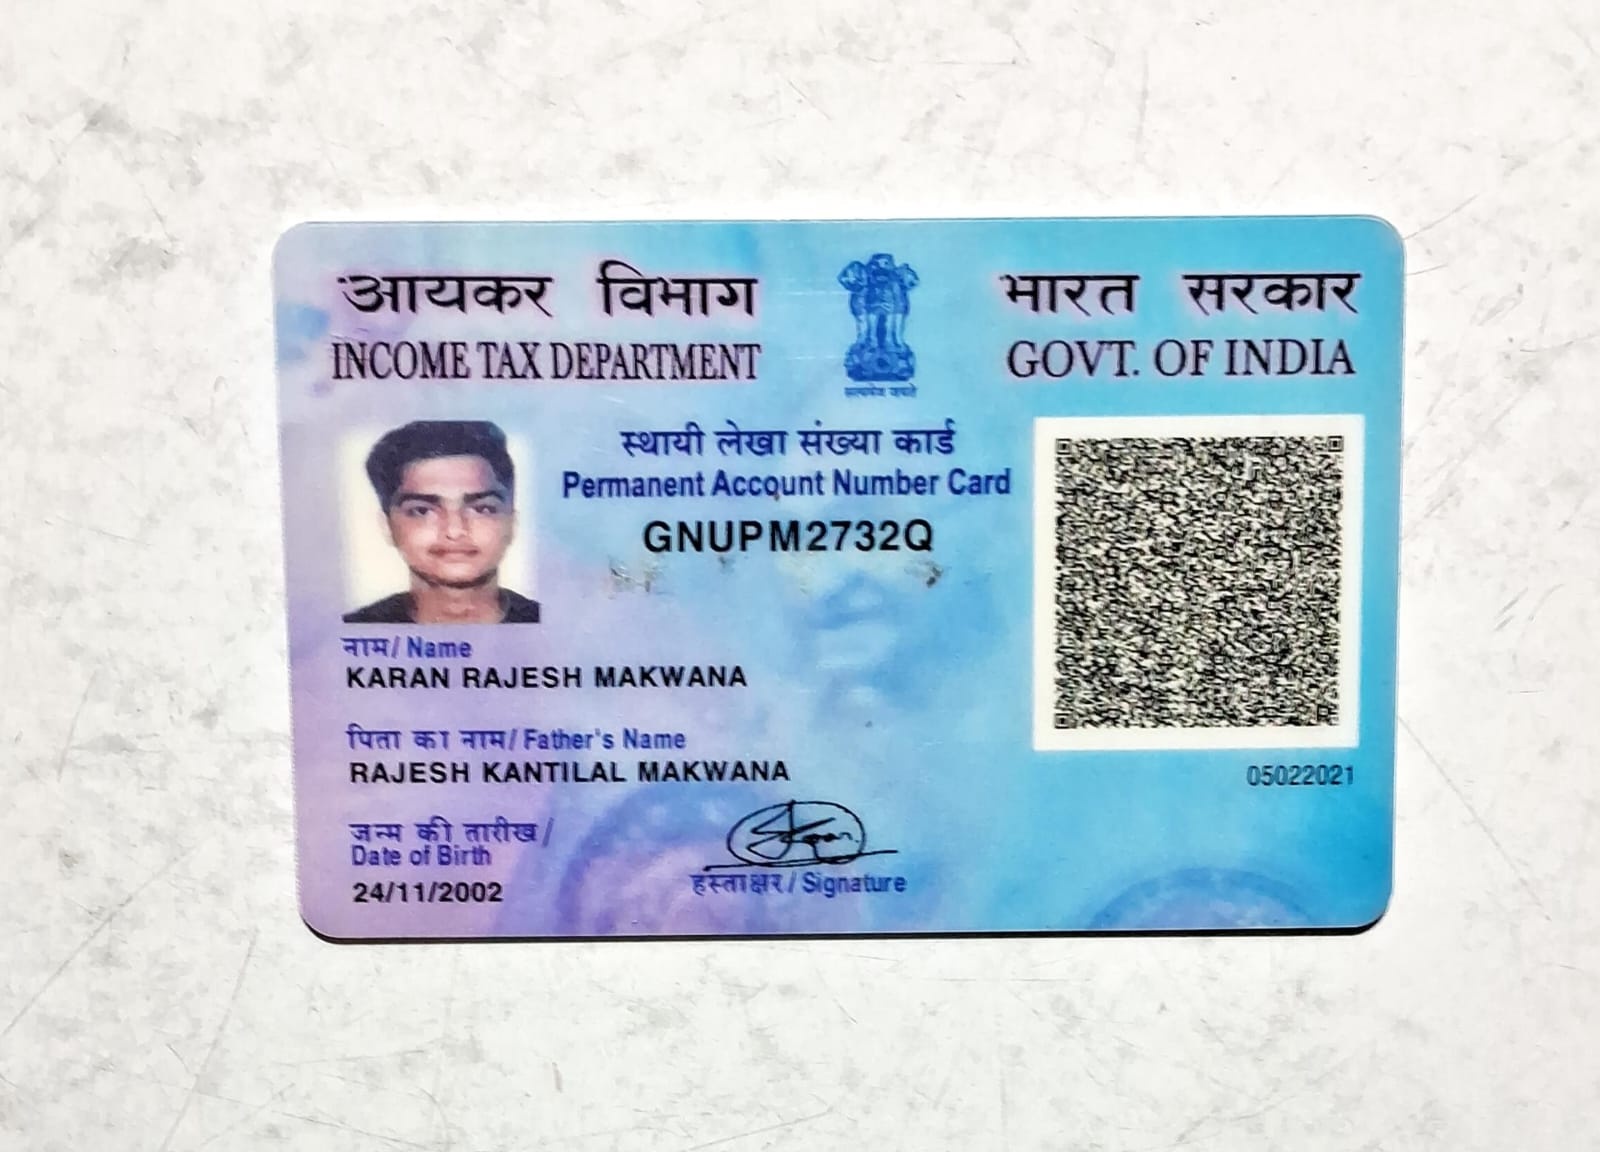 आयकर विभाग
INCOME TAX DEPARTMENT
सत्यमेव जयते
भारत सरकार
GOVT. OF INDIA
स्थायी लेखा संख्या कार्ड
Permanent Account Number Card
GNUPM2732Q
नाम/ Name
KARAN RAJESH MAKWANA
पिता का नाम/ Father's Name
RAJESH KANTILAL MAKWANA
05022021
जन्म की तारीख/
Date of Birth
24/11/2002
हस्ताक्षर/ Signature